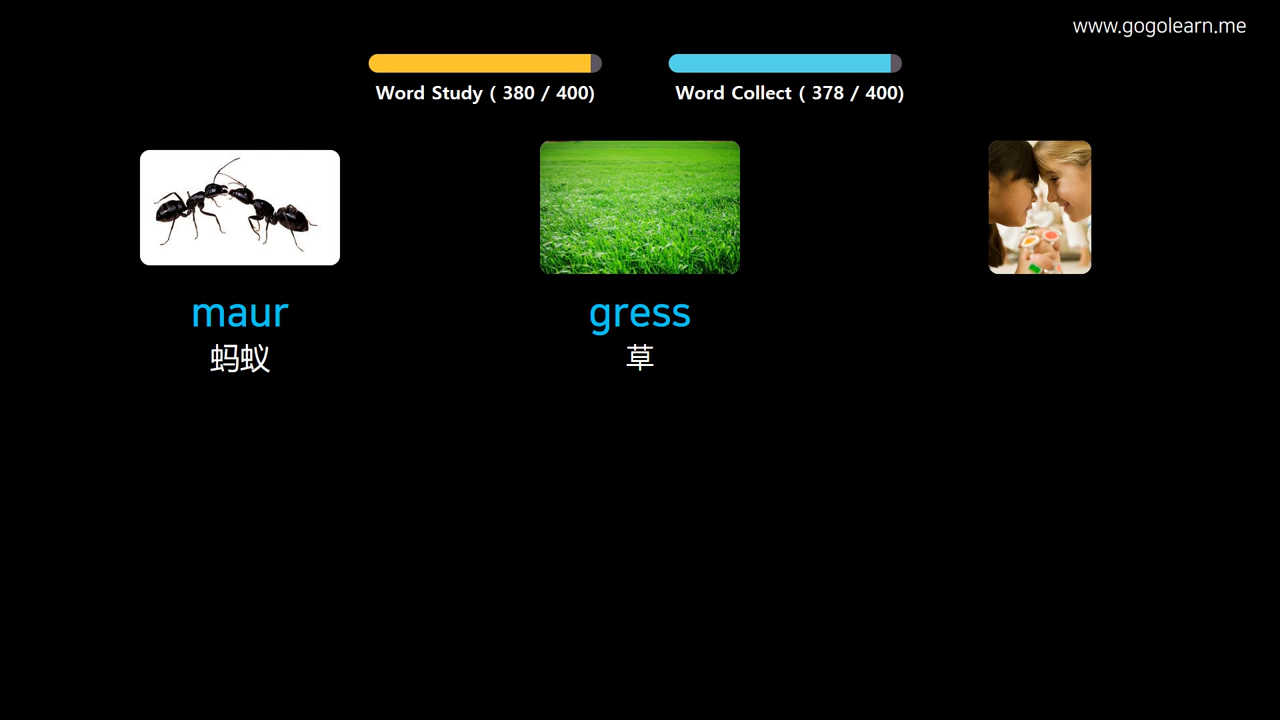 www.gogolearn.me
Word Study ( 380 / 400)
Word Collect ( 378 / 400)
maur
gress
蚂蚁
草